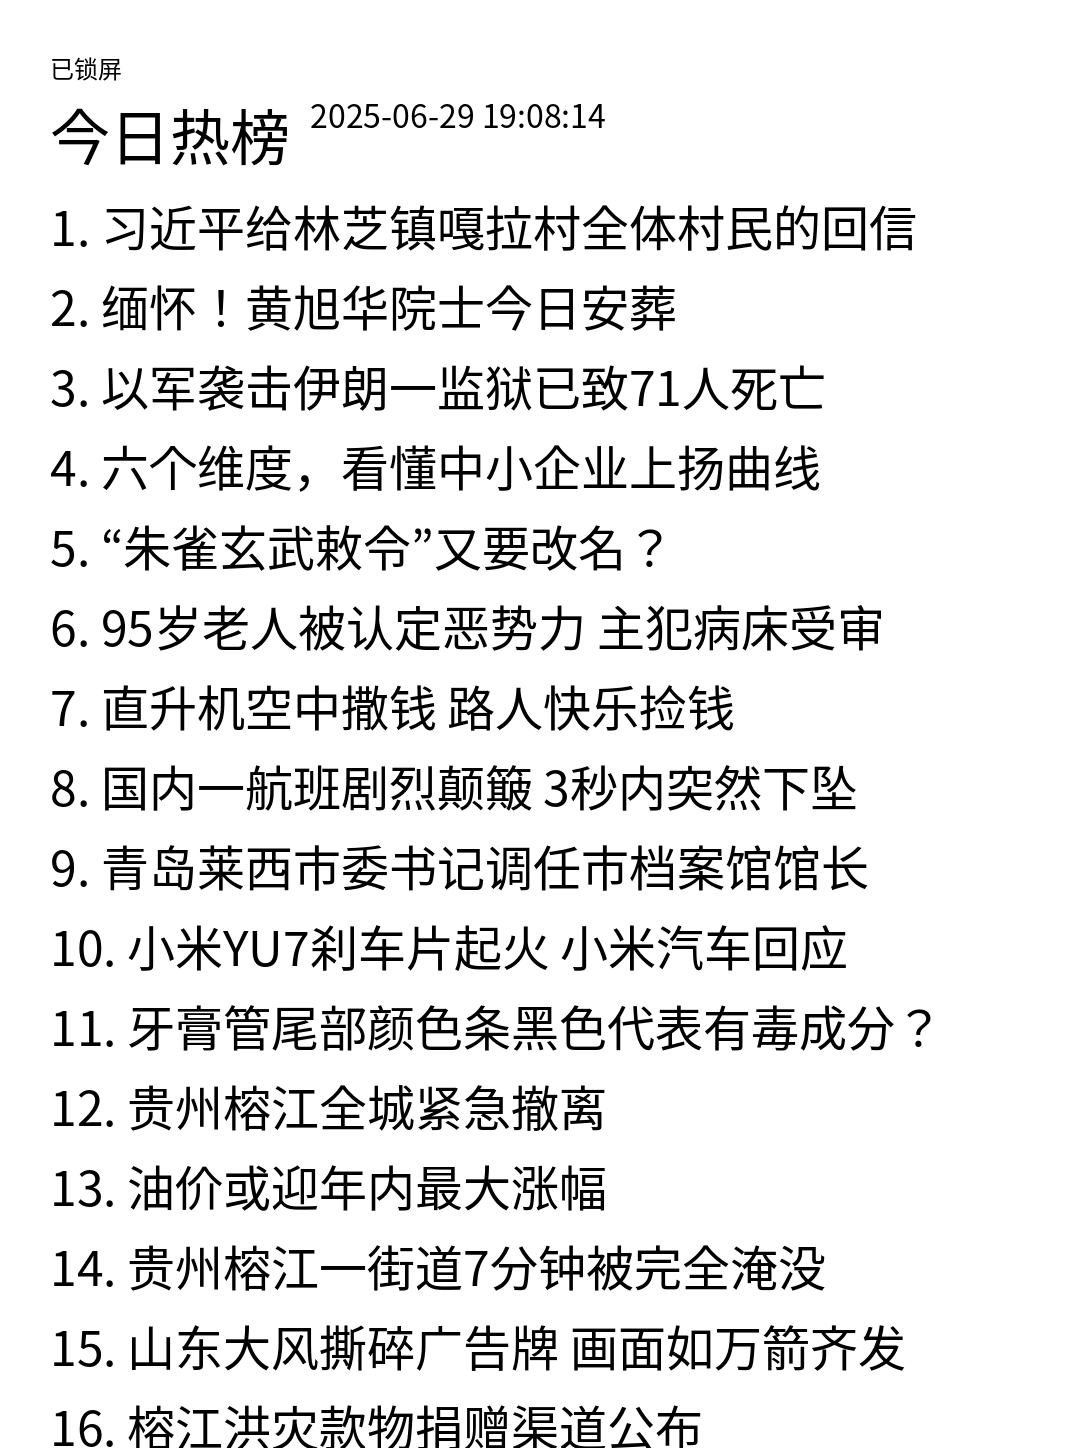 已锁屏
今日热榜 2025-06-29 19:08:14
1. 习近平给林芝镇嘎拉村全体村民的回信
2. 缅怀！黄旭华院士今日安葬
3. 以军袭击伊朗一监狱已致71人死亡
4. 六个维度，看懂中小企业上扬曲线
5. “朱雀玄武敕令”又要改名？
6. 95岁老人被认定恶势力 主犯病床受审
7. 直升机空中撒钱 路人快乐捡钱
8. 国内一航班剧烈颠簸 3秒内突然下坠
9. 青岛莱西市委书记调任市档案馆馆长
10. 小米YU7刹车片起火 小米汽车回应
11. 牙膏管尾部颜色条黑色代表有毒成分？
12. 贵州榕江全城紧急撤离
13. 油价或迎年内最大涨幅
14. 贵州榕江一街道7分钟被完全淹没
15. 山东大风撕碎广告牌 画面如万箭齐发
16. 榕江洪灾款物捐赠渠道公布